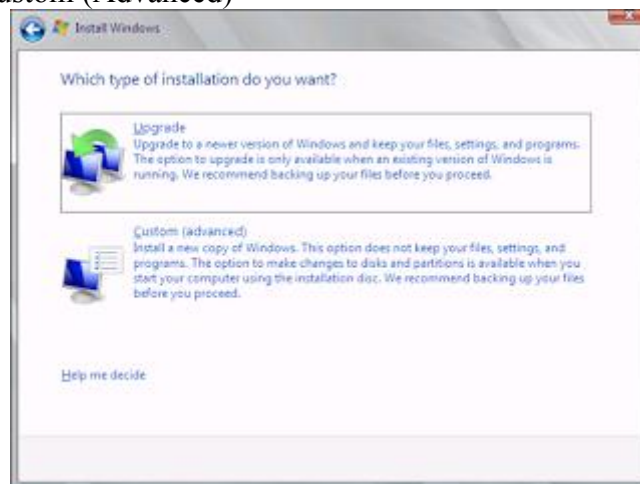 ustom (Advanced)
Install Windows
Which type of installation do you want?
Upgrade
Upgrade to a newer version of Windows and keep your files, settings, and programs.
The option to upgrade is only available when an existing version of Windows is
running. We recommend backing up your files before you proceed.
Custom (advanced)
Install a new copy of Windows. This option does not keep your files, settings, and
programs. The option to make changes to disks and partitions is available when you
start your computer using the installation disc. We recommend backing up your files
before you proceed.
Help me decide